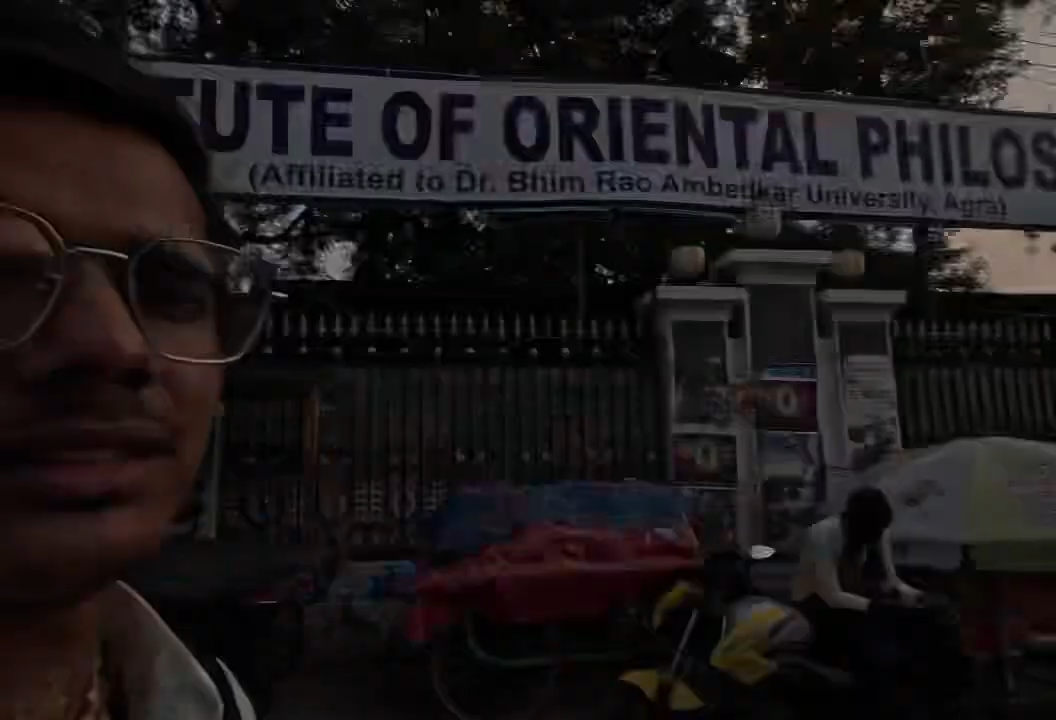 TUTE OF ORIENTAL PHILOS
(Affiliated to Dr. Bhim Rao Ambedkar University, Agra)